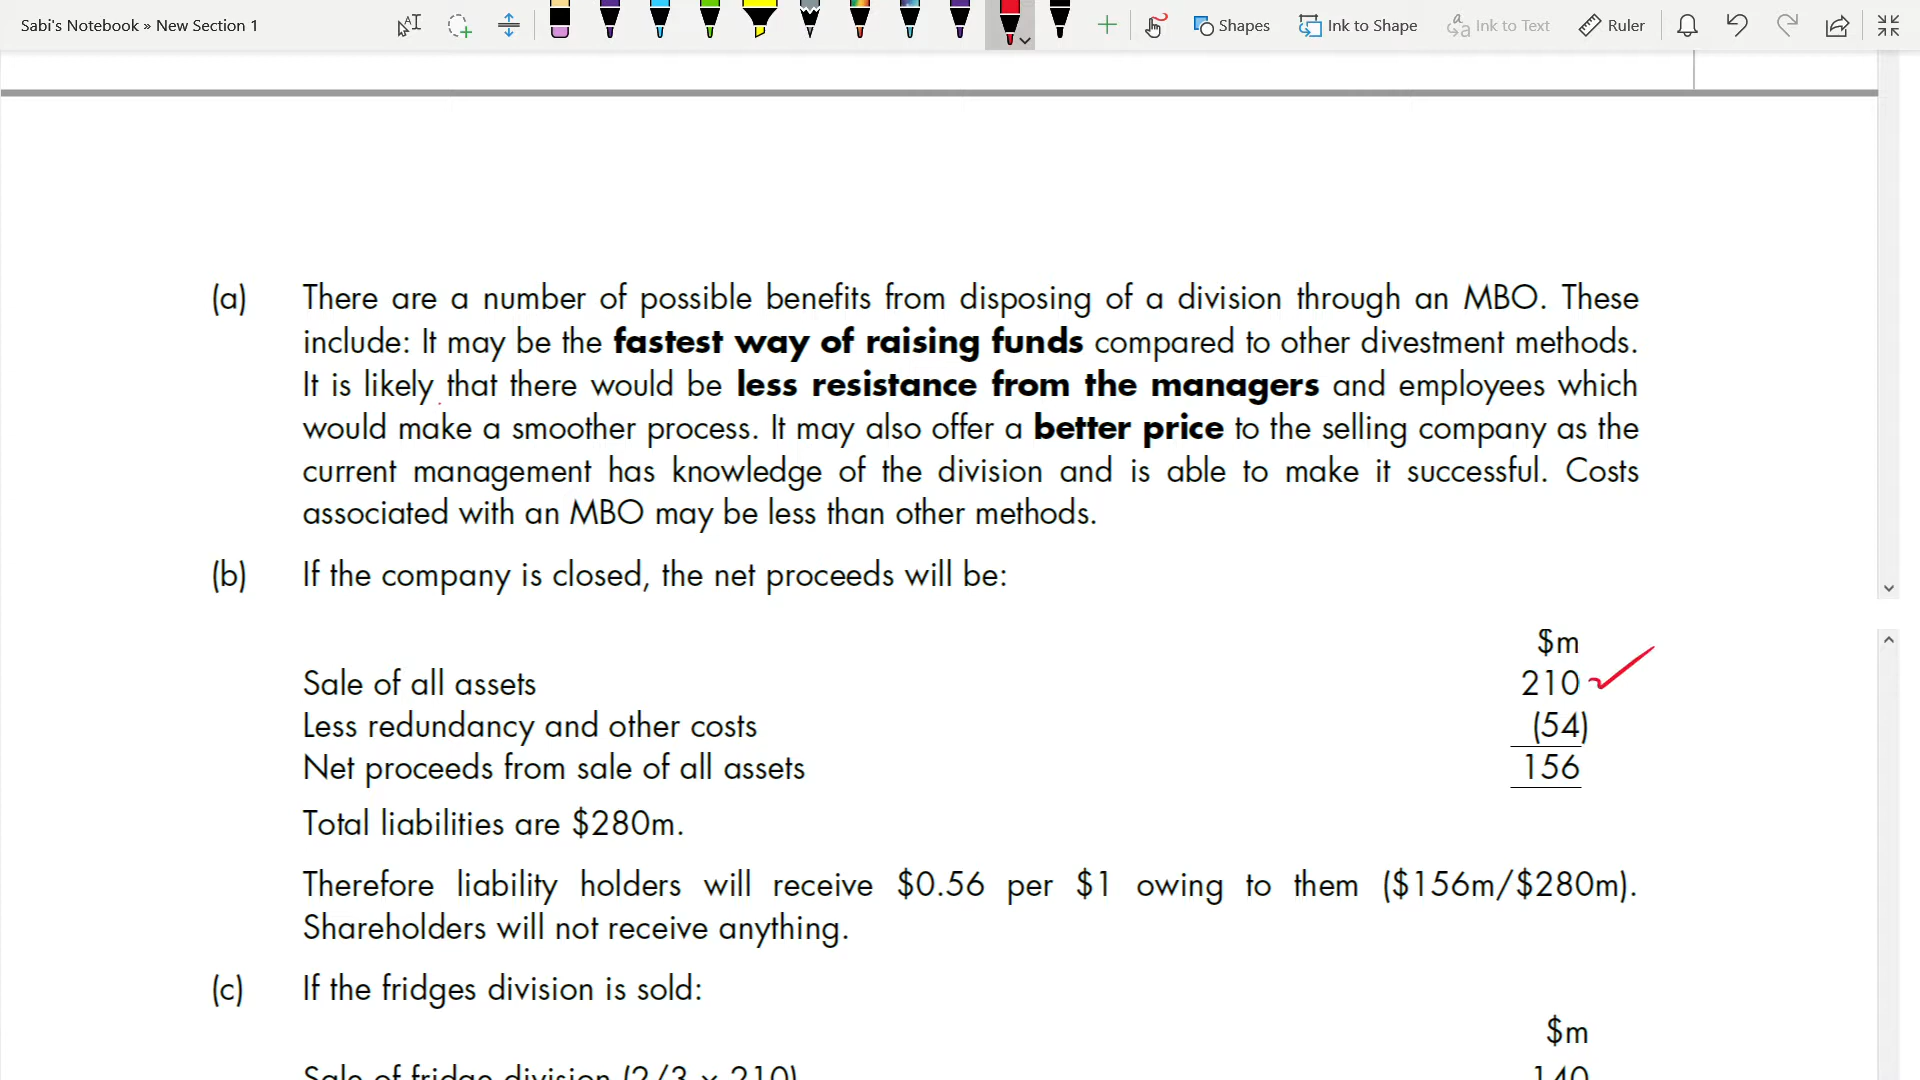 Sabi's Notebook » New Section 1
Shapes
Ink to Shape
Ink to Text
Ruler
(a) There are a number of possible benefits from disposing of a division through an MBO. These
include: It may be the fastest way of raising funds compared to other divestment methods.
It is likely that there would be less resistance from the managers and employees which
would make a smoother process. It may also offer a better price to the selling company as the
current management has knowledge of the division and is able to make it successful. Costs
associated with an MBO may be less than other methods.
(b) If the company is closed, the net proceeds will be:
$m
Sale of all assets 210
Less redundancy and other costs (54)
Net proceeds from sale of all assets 156
Total liabilities are $280m.
Therefore liability holders will receive $0.56 per $1 owing to them ($156m/$280m).
Shareholders will not receive anything.
(c) If the fridges division is sold:
$m
Sale of fridge division (2/3 × 210) 140